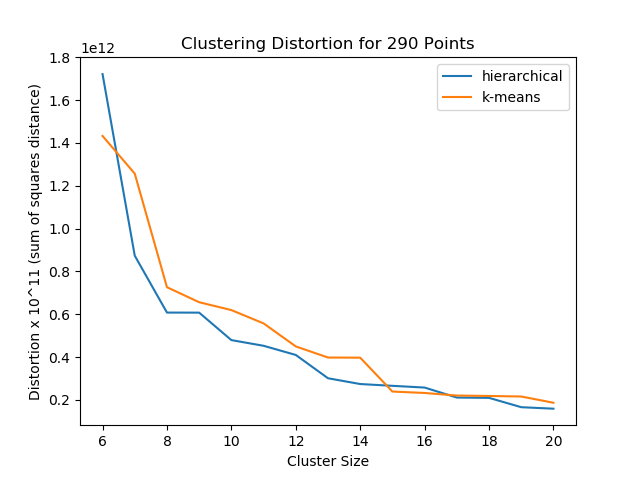 Clustering Distortion for 290 Points
1e12
1.8
1.6
1.4
1.2
1.0
0.8
0.6
0.4
0.2
Distortion x 10^11 (sum of squares distance)
hierarchical
k-means
6 8 10 12 14 16 18 20
Cluster Size